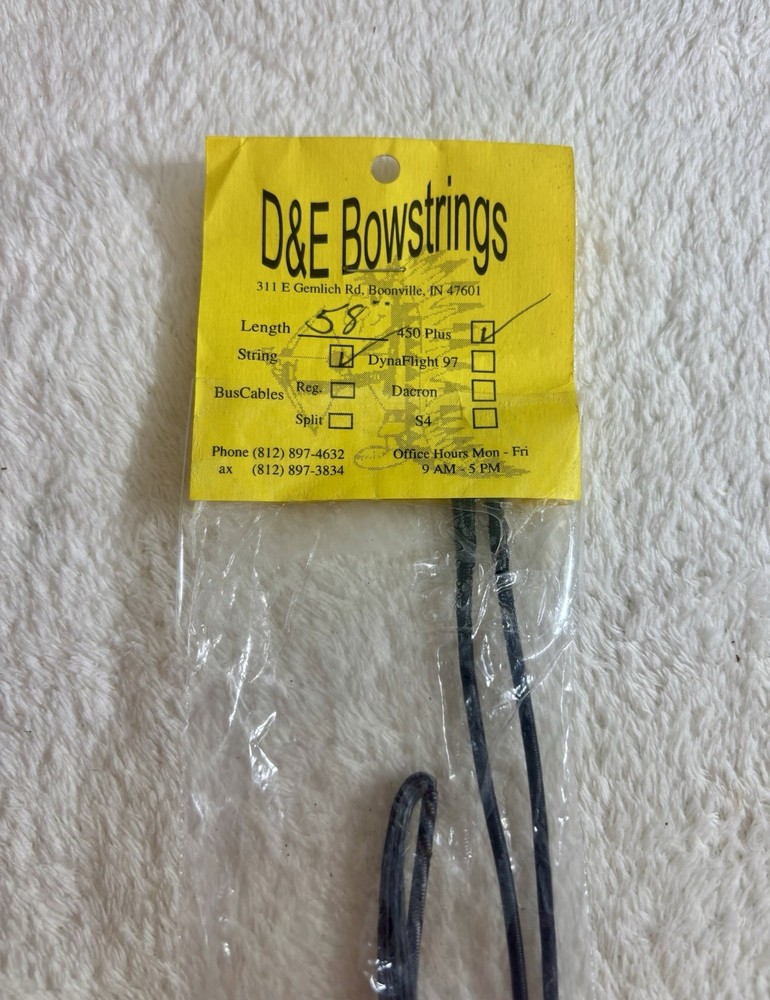 D&E Bowstrings
311 E Gemlich Rd, Boonville, IN 47601
Length 58" 450 Plus
String DynaFlight 97
BusCables Reg. Dacron
Split S4
Phone (812) 897-4632 Office Hours Mon - Fri
ax (812) 897-3834 9 AM - 5 PM